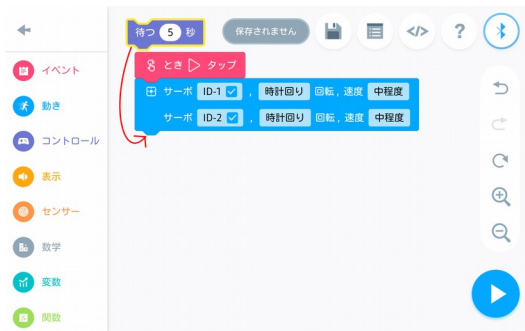 待つ 5 秒
保存されません
</>
?
イベント
とき タップ
動き
サーボ ID-1 , 時計回り 回転 , 速度 中程度
サーボ ID-2 , 時計回り 回転 , 速度 中程度
コントロール
表示
センサー
数学
変数
関数